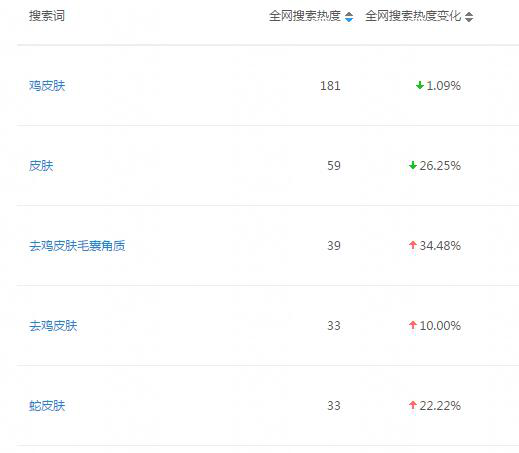 搜索词 全网搜索热度 全网搜索热度变化
鸡皮肤 181 1.09%
皮肤 59 26.25%
去鸡皮肤毛囊角质 39 34.48%
去鸡皮肤 33 10.00%
蛇皮肤 33 22.22%